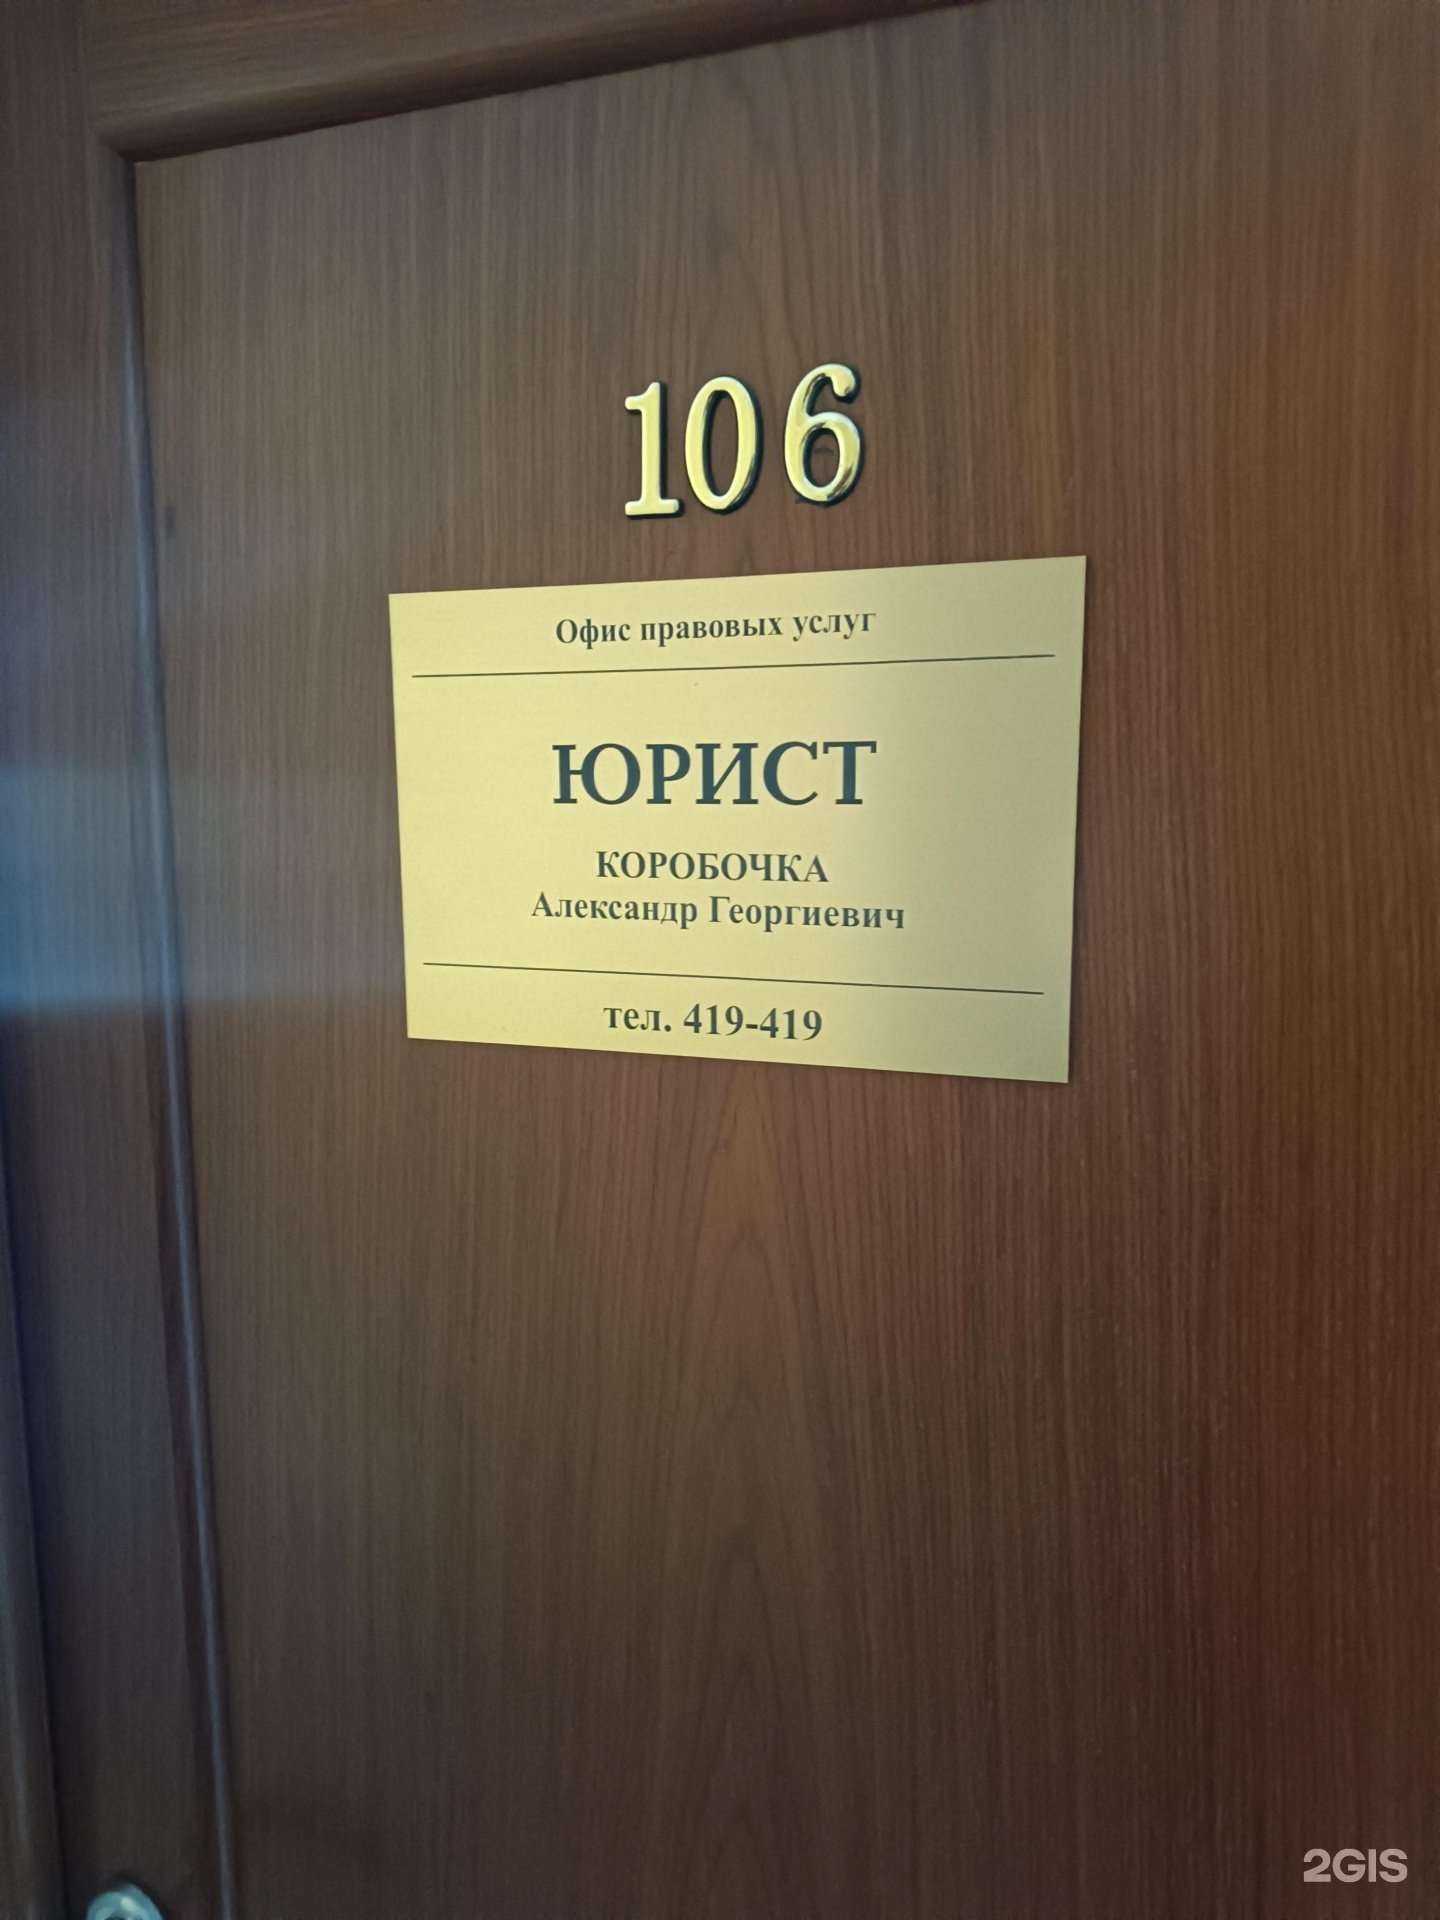 106
Офис правовых услуг
ЮРИСТ
КОРОБОЧКА
Александр Георгиевич
тел. 419-419
2GIS